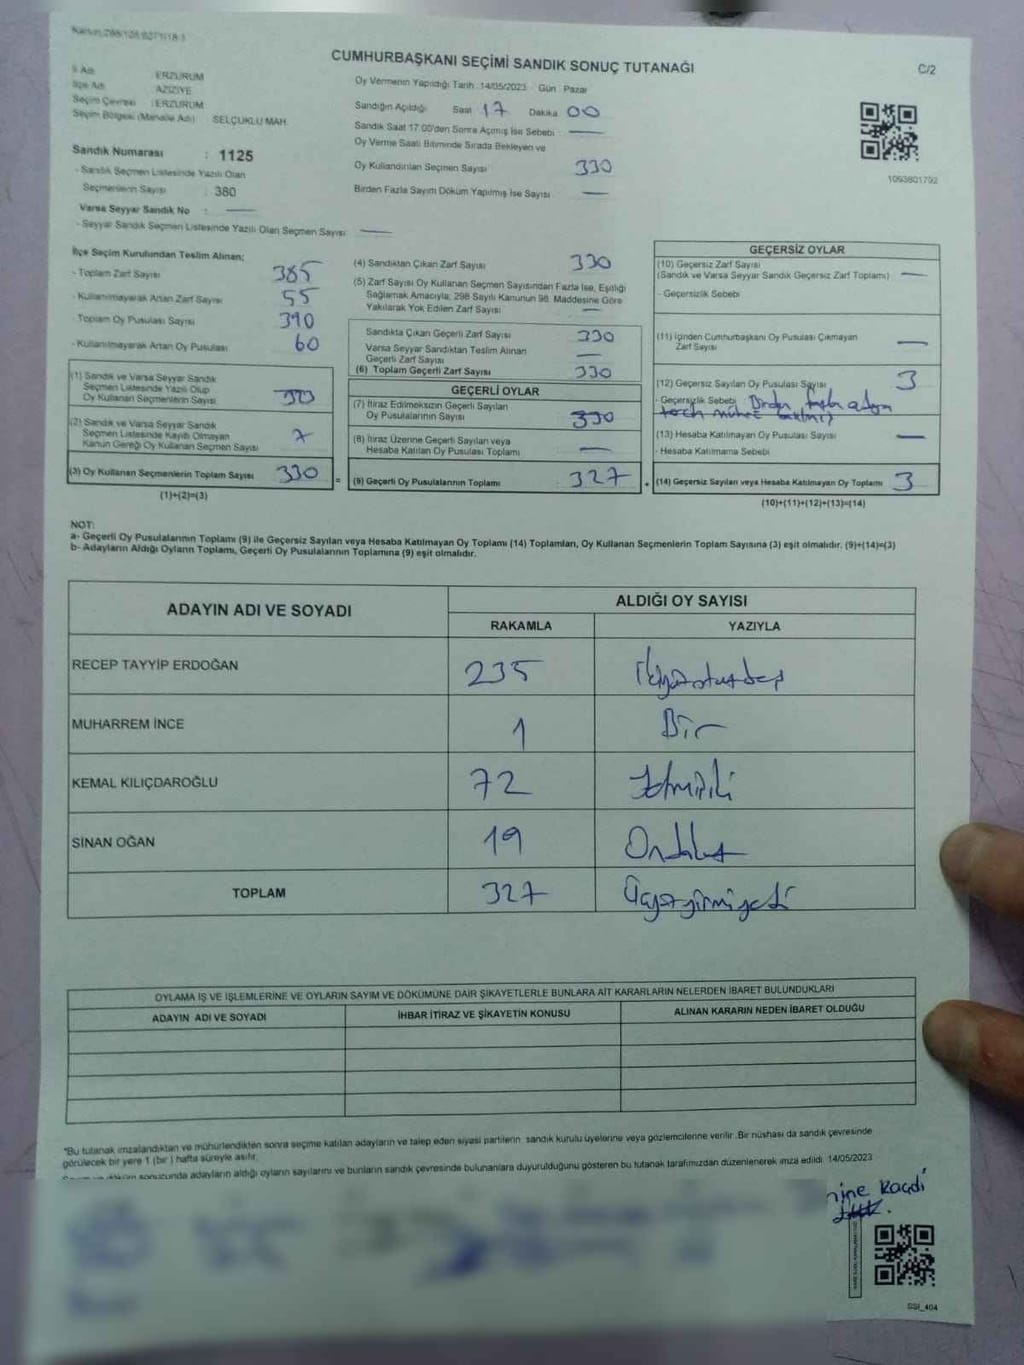 CUMHURBAŞKANI SEÇİMİ SANDIK SONUÇ TUTANAĞI
C/2
İl Adı ERZURUM
İlçe Adı AZİZİYE
Seçim Çevresi : ERZURUM
Seçim Bölgesi (Mahalle Adı) SELÇUKLU MAH.
Sandık Numarası : 1125
- Sandık Seçmen Listesinde Yazılı Olan
Seçmenlerin Sayısı : 380
Varsa Seyyar Sandık No : —
- Seyyar Sandık Seçmen Listesinde Yazılı Olan Seçmen Sayısı —
Oy Vermenin Yapıldığı Tarih: 14/05/2023 Gün: Pazar
Sandığın Açıldığı Saat 17 Dakika 00
Sandık Saat 17:00'den Sonra Açılmış İse Sebebi —
Oy Verme Saati Bitiminde Sırada Bekleyen ve
Oy Kullandırılan Seçmen Sayısı 330
Birden Fazla Sayım Döküm Yapılmış İse Sayısı —
1093801792
İlçe Seçim Kurulundan Teslim Alınan;
- Toplam Zarf Sayısı 385
- Kullanılmayarak Artan Zarf Sayısı 55
- Toplam Oy Pusulası Sayısı 390
- Kullanılmayarak Artan Oy Pusulası 60
(1) Sandık ve Varsa Seyyar Sandık
Seçmen Listesinde Yazılı Olup
Oy Kullanan Seçmenlerin Sayısı
(2) Sandık ve Varsa Seyyar Sandık
Seçmen Listesinde Kayıtlı Olmayan
Kanun Gereği Oy Kullanan Seçmen Sayısı 7
(3) Oy Kullanan Seçmenlerin Toplam Sayısı 330
(1)+(2)=(3)
(4) Sandıktan Çıkan Zarf Sayısı 330
(5) Zarf Sayısı Oy Kullanan Seçmen Sayısından Fazla İse, Eşitliği
Sağlamak Amacıyla, 298 Sayılı Kanunun 98. Maddesine Göre
Yakılarak Yok Edilen Zarf Sayısı —
Sandıkta Çıkan Geçerli Zarf Sayısı 330
Varsa Seyyar Sandıktan Teslim Alınan
Geçerli Zarf Sayısı —
(6) Toplam Geçerli Zarf Sayısı 330
GEÇERLİ OYLAR
(7) İtiraz Edilmeksizin Geçerli Sayılan
Oy Pusulalarının Sayısı 330
(8) İtiraz Üzerine Geçerli Sayılan veya
Hesaba Katılan Oy Pusulası Toplamı —
= (9) Geçerli Oy Pusulalarının Toplamı : 327
GEÇERSİZ OYLAR
(10) Geçersiz Zarf Sayısı
(Sandık ve Varsa Seyyar Sandık Geçersiz Zarf Toplamı) —
- Geçersizlik Sebebi
(11) İçinden Cumhurbaşkanı Oy Pusulası Çıkmayan
Zarf Sayısı —
(12) Geçersiz Sayılan Oy Pusulası Sayısı 3
- Geçersizlik Sebebi Birden fazla adaya
(13) Hesaba Katılmayan Oy Pusulası Sayısı —
- Hesaba Katılmama Sebebi
+ (14) Geçersiz Sayılan veya Hesaba Katılmayan Oy Toplamı 3
(10)+(11)+(12)+(13)=(14)
NOT:
a- Geçerli Oy Pusulalarının Toplamı (9) ile Geçersiz Sayılan veya Hesaba Katılmayan Oy Toplamı (14) Toplamları, Oy Kullanan Seçmenlerin Toplam Sayısına (3) eşit olmalıdır. (9)+(14)=(3)
b- Adayların Aldığı Oyların Toplamı, Geçerli Oy Pusulalarının Toplamına (9) eşit olmalıdır.
ADAYIN ADI VE SOYADI
ALDIĞI OY SAYISI
RAKAMLA YAZIYLA
RECEP TAYYİP ERDOĞAN 235 ikiyüzotuzbeş
MUHARREM İNCE 1 Bir
KEMAL KILIÇDAROĞLU 72 Yetmişiki
SİNAN OĞAN 19 Ondokuz
TOPLAM 327 Üçyüzyirmiyedi
OYLAMA İŞ VE İŞLEMLERİNE VE OYLARIN SAYIM VE DÖKÜMÜNE DAİR ŞİKAYETLERLE BUNLARA AİT KARARLARIN NELERDEN İBARET BULUNDUKLARI
ADAYIN ADI VE SOYADI İHBAR İTİRAZ VE ŞİKAYETİN KONUSU ALINAN KARARIN NEDEN İBARET OLDUĞU
*Bu tutanak imzalandıktan ve mühürlendikten sonra seçime katılan adayların ve talep eden siyasi partilerin sandık kurulu üyelerine veya gözlemcilerine verilir. Bir nüshası da sandık çevresinde
görülecek bir yere 1 (bir) hafta süreyle asılır.
sonucunda adayların aldığı oyların sayılarını ve bunların sandık çevresinde bulunanlara duyurulduğunu gösteren bu tutanak tarafımızdan düzenlenerek imza edildi. 14/05/2023
SSI_404